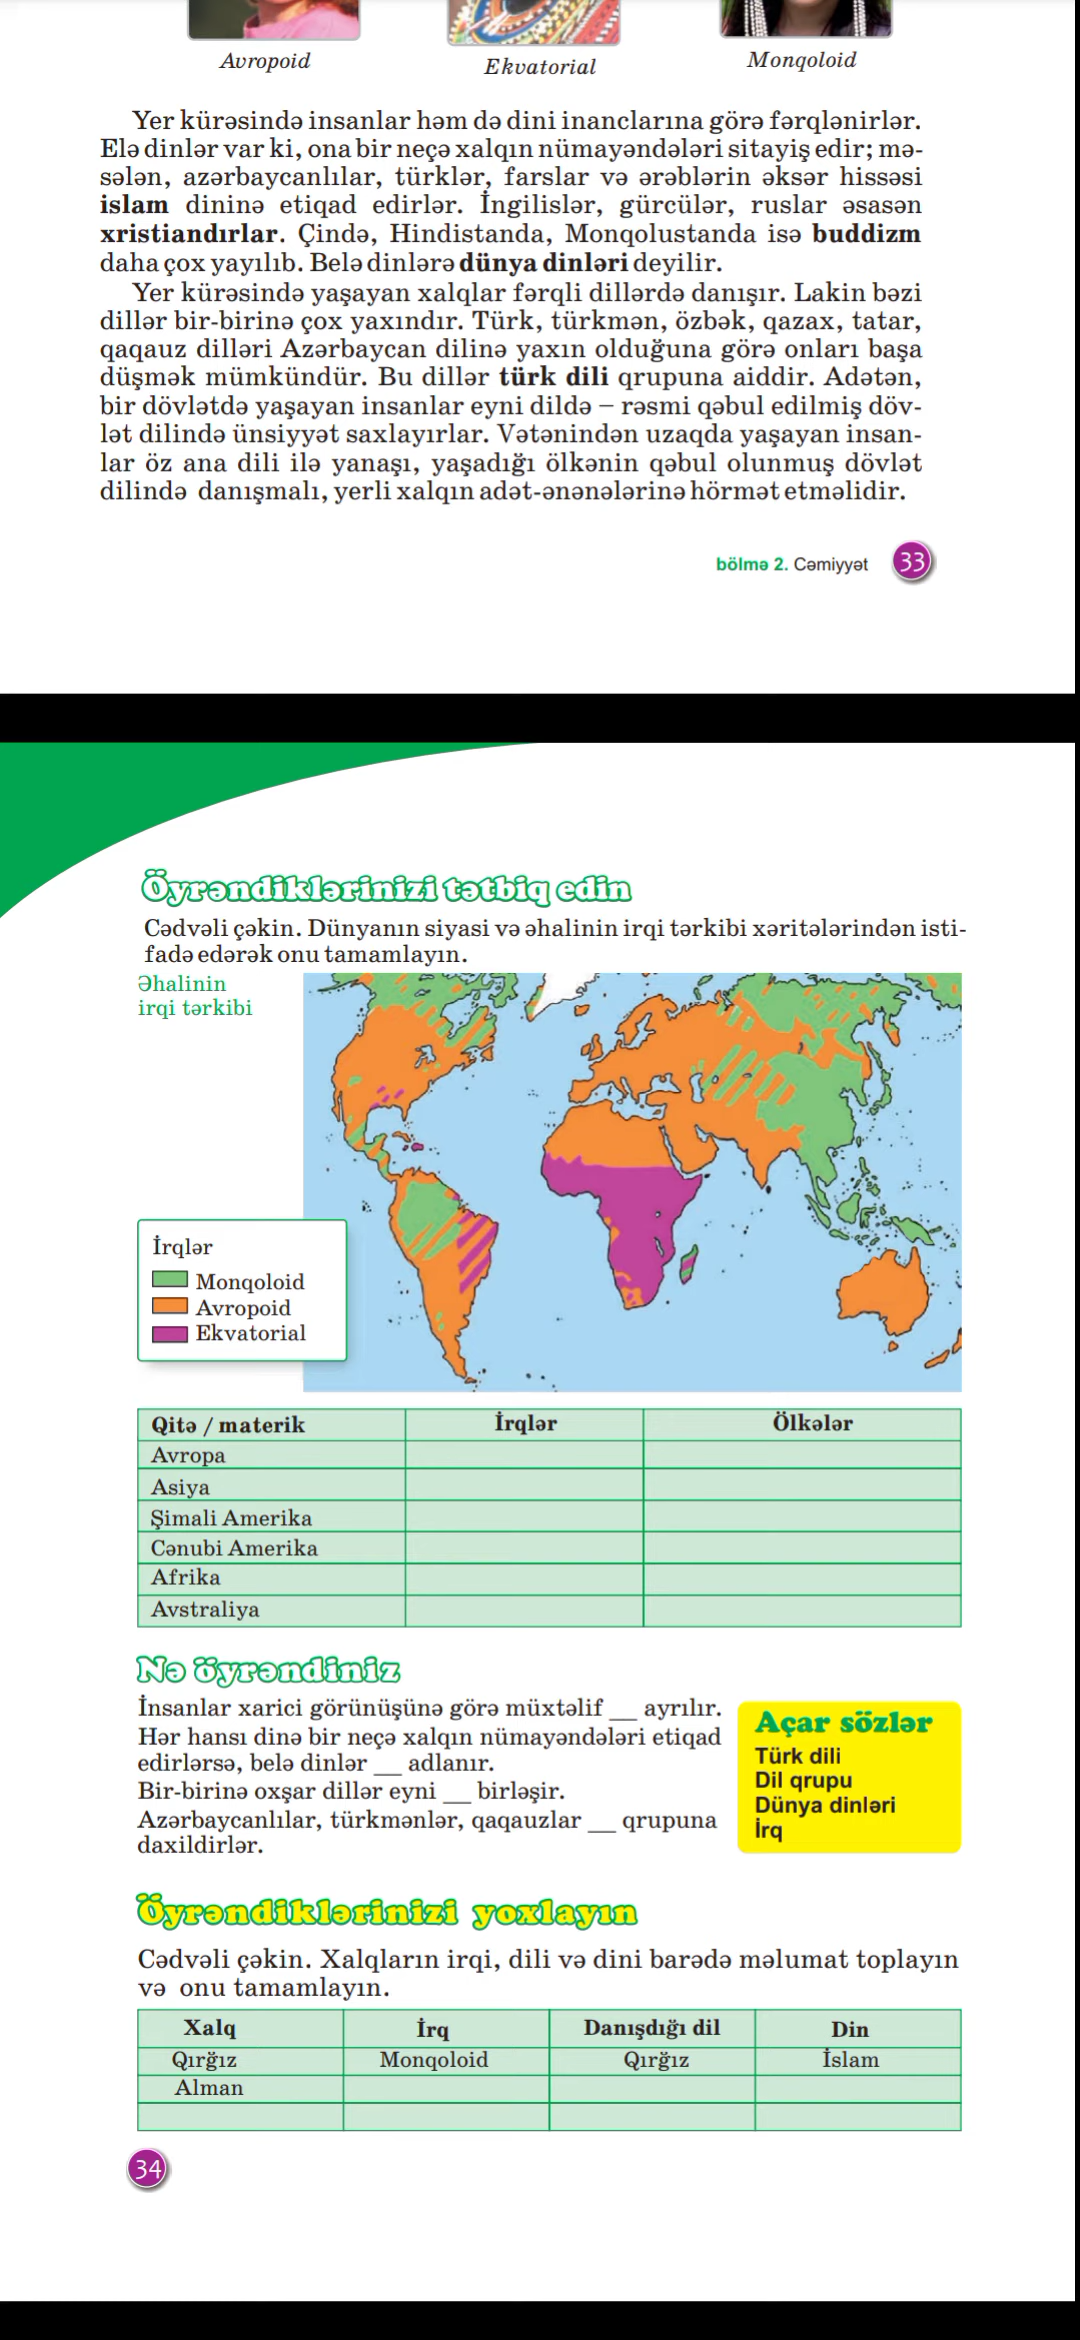 Avropoid
Ekvatorial
Monqoloid
Yer kürəsində insanlar həm də dini inanclarına görə fərqlənirlər.
Elə dinlər var ki, ona bir neçə xalqın nümayəndələri sitayiş edir; mə-
sələn, azərbaycanlılar, türklər, farslar və ərəblərin əksər hissəsi
islam dininə etiqad edirlər. İngilislər, gürcülər, ruslar əsasən
xristiandırlar. Çində, Hindistanda, Monqolustanda isə buddizm
daha çox yayılıb. Belə dinlərə dünya dinləri deyilir.
Yer kürəsində yaşayan xalqlar fərqli dillərdə danışır. Lakin bəzi
dillər bir-birinə çox yaxındır. Türk, türkmən, özbək, qazax, tatar,
qaqauz dilləri Azərbaycan dilinə yaxın olduğuna görə onları başa
düşmək mümkündür. Bu dillər türk dili qrupuna aiddir. Adətən,
bir dövlətdə yaşayan insanlar eyni dildə – rəsmi qəbul edilmiş döv-
lət dilində ünsiyyət saxlayırlar. Vətənindən uzaqda yaşayan insan-
lar öz ana dili ilə yanaşı, yaşadığı ölkənin qəbul olunmuş dövlət
dilində danışmalı, yerli xalqın adət-ənənələrinə hörmət etməlidir.
bölmə 2. Cəmiyyət 33
Öyrəndiklərinizi tətbiq edin
Cədvəli çəkin. Dünyanın siyasi və əhalinin irqi tərkibi xəritələrindən isti-
fadə edərək onu tamamlayın.
Əhalinin
irqi tərkibi
İrqlər
Monqoloid
Avropoid
Ekvatorial
Qitə / materik İrqlər Ölkələr
Avropa
Asiya
Şimali Amerika
Cənubi Amerika
Afrika
Avstraliya
Nə öyrəndiniz
İnsanlar xarici görünüşünə görə müxtəlif __ ayrılır.
Hər hansı dinə bir neçə xalqın nümayəndələri etiqad
edirlərsə, belə dinlər __ adlanır.
Bir-birinə oxşar dillər eyni __ birləşir.
Azərbaycanlılar, türkmənlər, qaqauzlar __ qrupuna
daxildirlər.
Açar sözlər
Türk dili
Dil qrupu
Dünya dinləri
İrq
Öyrəndiklərinizi yoxlayın
Cədvəli çəkin. Xalqların irqi, dili və dini barədə məlumat toplayın
və onu tamamlayın.
Xalq İrq Danışdığı dil Din
Qırğız Monqoloid Qırğız İslam
Alman
34